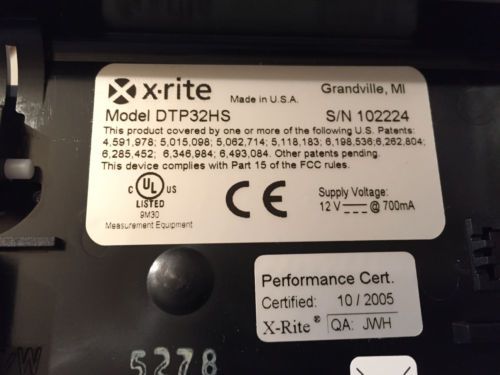 x·rite
Made in U.S.A.
Grandville, MI
Model DTP32HS
S/N 102224
This product covered by one or more of the following U.S. Patents:
4,591,978; 5,015,098; 5,062,714; 5,118,183; 6,198,536;6,262,804;
6,285,452; 6,346,984; 6,493,084. Other patents pending.
This device complies with Part 15 of the FCC rules.
C UL US
LISTED
9M30
Measurement Equipment
CE
Supply Voltage:
12 V @ 700mA
Performance Cert.
Certified: 10 / 2005
X-Rite® QA: JWH
5278